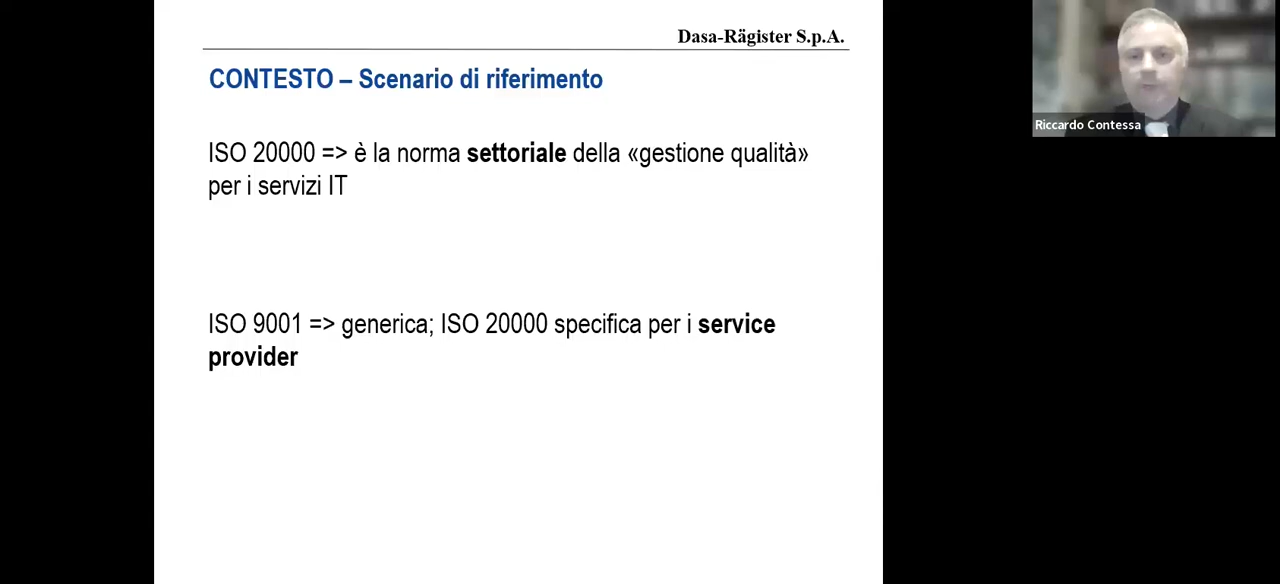 Dasa-Rägister S.p.A.
CONTESTO – Scenario di riferimento
Riccardo Contessa
ISO 20000 => è la norma settoriale della «gestione qualità»
per i servizi IT
ISO 9001 => generica; ISO 20000 specifica per i service
provider